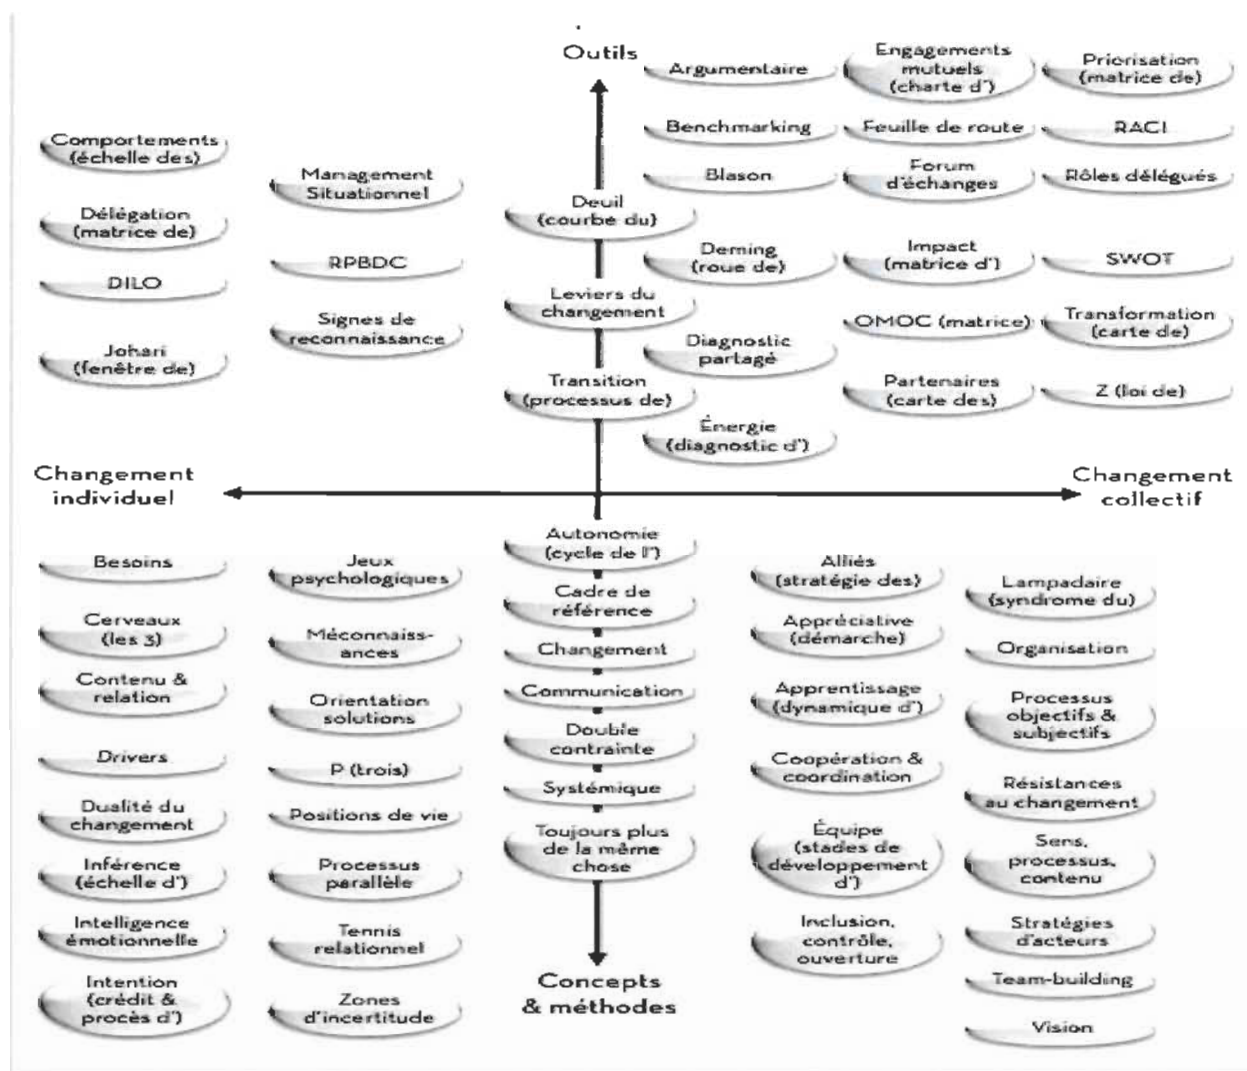 Outils
Argumentaire
Engagements
mutuels
(charte d')
Priorisation
(matrice de)
Comportements
(échelle des)
Benchmarking
Feuille de route
RACI
Management
Situationnel
Blason
Forum
d'échanges
Rôles délégués
Délégation
(matrice de)
Deuil
(courbe du)
RPBDC
Deming
(roue de)
Impact
(matrice d')
SWOT
DILO
Leviers du
changement
Signes de
reconnaissance
OMOC (matrice)
Transformation
(carte de)
Johari
(fenêtre de)
Diagnostic
partagé
Transition
(processus de)
Partenaires
(carte des)
Z (loi de)
Énergie
(diagnostic d')
Changement
individuel
Changement
collectif
Autonomie
(cycle de l')
Besoins
Jeux
psychologiques
Alliés
(stratégie des)
Lampadaire
(syndrome du)
Cadre de
référence
Cerveaux
(les 3)
Méconnaiss-
ances
Changement
Appréciative
(démarche)
Organisation
Contenu &
relation
Orientation
solutions
Communication
Apprentissage
(dynamique d')
Processus
objectifs &
subjectifs
Double
contrainte
Drivers
P (trois)
Systémique
Coopération &
coordination
Résistances
au changement
Dualité du
changement
Positions de vie
Toujours plus
de la même
chose
Équipe
(stades de
développement
d')
Sens,
processus,
contenu
Inférence
(échelle d')
Processus
parallèle
Intelligence
émotionnelle
Tennis
relationnel
Inclusion,
contrôle,
ouverture
Stratégies
d'acteurs
Intention
(crédit &
procès d')
Zones
d'incertitude
Concepts
& méthodes
Team-building
Vision